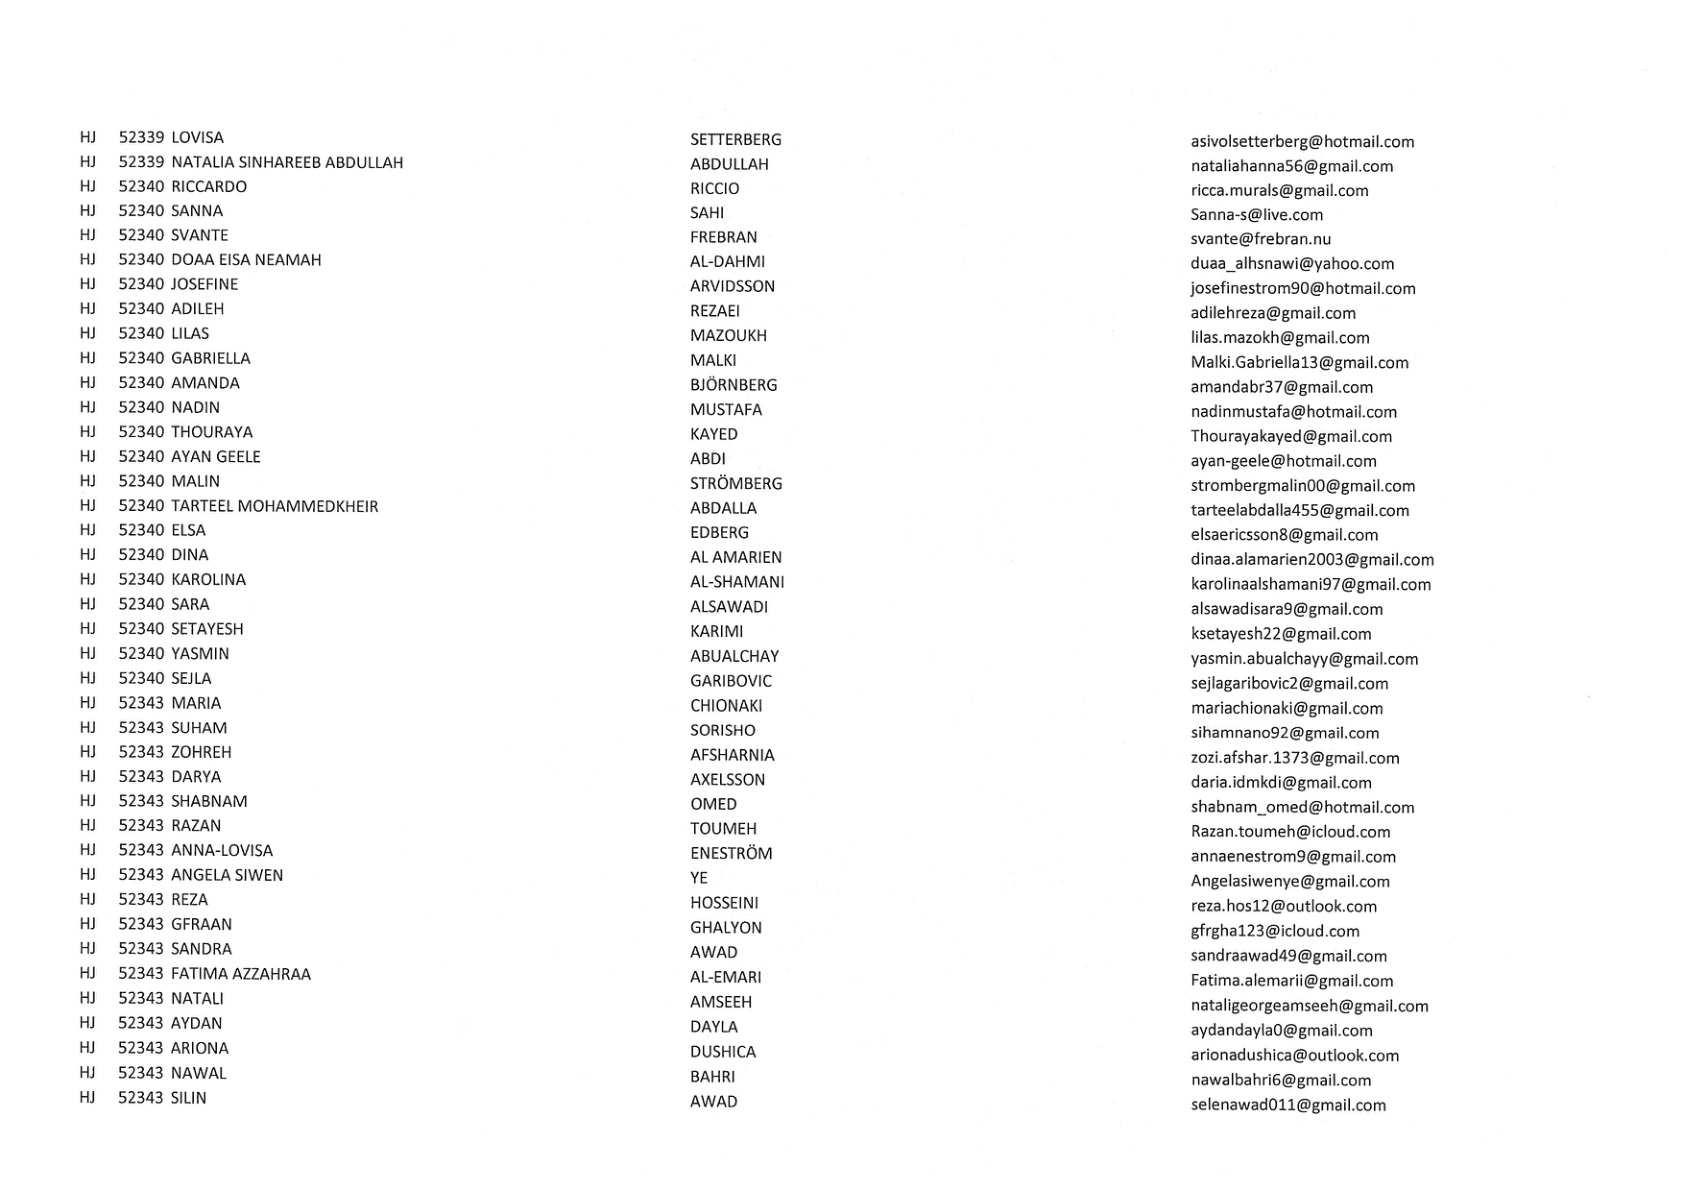 HJ 52339 LOVISA SETTERBERG asivolsetterberg@hotmail.com
HJ 52339 NATALIA SINHAREEB ABDULLAH ABDULLAH nataliahanna56@gmail.com
HJ 52340 RICCARDO RICCIO ricca.murals@gmail.com
HJ 52340 SANNA SAHI Sanna-s@live.com
HJ 52340 SVANTE FREBRAN svante@frebran.nu
HJ 52340 DOAA EISA NEAMAH AL-DAHMI duaa_alhsnawi@yahoo.com
HJ 52340 JOSEFINE ARVIDSSON josefinestrom90@hotmail.com
HJ 52340 ADILEH REZAEI adilehreza@gmail.com
HJ 52340 LILAS MAZOUKH lilas.mazokh@gmail.com
HJ 52340 GABRIELLA MALKI Malki.Gabriella13@gmail.com
HJ 52340 AMANDA BJÖRNBERG amandabr37@gmail.com
HJ 52340 NADIN MUSTAFA nadinmustafa@hotmail.com
HJ 52340 THOURAYA KAYED Thourayakayed@gmail.com
HJ 52340 AYAN GEELE ABDI ayan-geele@hotmail.com
HJ 52340 MALIN STRÖMBERG strombergmalin00@gmail.com
HJ 52340 TARTEEL MOHAMMEDKHEIR ABDALLA tarteelabdalla455@gmail.com
HJ 52340 ELSA EDBERG elsaericsson8@gmail.com
HJ 52340 DINA AL AMARIEN dinaa.alamarien2003@gmail.com
HJ 52340 KAROLINA AL-SHAMANI karolinaalshamani97@gmail.com
HJ 52340 SARA ALSAWADI alsawadisara9@gmail.com
HJ 52340 SETAYESH KARIMI ksetayesh22@gmail.com
HJ 52340 YASMIN ABUALCHAY yasmin.abualchayy@gmail.com
HJ 52340 SEJLA GARIBOVIC sejlagaribovic2@gmail.com
HJ 52343 MARIA CHIONAKI mariachionaki@gmail.com
HJ 52343 SUHAM SORISHO sihamnano92@gmail.com
HJ 52343 ZOHREH AFSHARNIA zozi.afshar.1373@gmail.com
HJ 52343 DARYA AXELSSON daria.idmkdi@gmail.com
HJ 52343 SHABNAM OMED shabnam_omed@hotmail.com
HJ 52343 RAZAN TOUMEH Razan.toumeh@icloud.com
HJ 52343 ANNA-LOVISA ENESTRÖM annaenestrom9@gmail.com
HJ 52343 ANGELA SIWEN YE Angelasiwenye@gmail.com
HJ 52343 REZA HOSSEINI reza.hos12@outlook.com
HJ 52343 GFRAAN GHALYON gfrgha123@icloud.com
HJ 52343 SANDRA AWAD sandraawad49@gmail.com
HJ 52343 FATIMA AZZAHRAA AL-EMARI Fatima.alemarii@gmail.com
HJ 52343 NATALI AMSEEH nataligeorgeamseeh@gmail.com
HJ 52343 AYDAN DAYLA aydandayla0@gmail.com
HJ 52343 ARIONA DUSHICA arionadushica@outlook.com
HJ 52343 NAWAL BAHRI nawalbahri6@gmail.com
HJ 52343 SILIN AWAD selenawad011@gmail.com